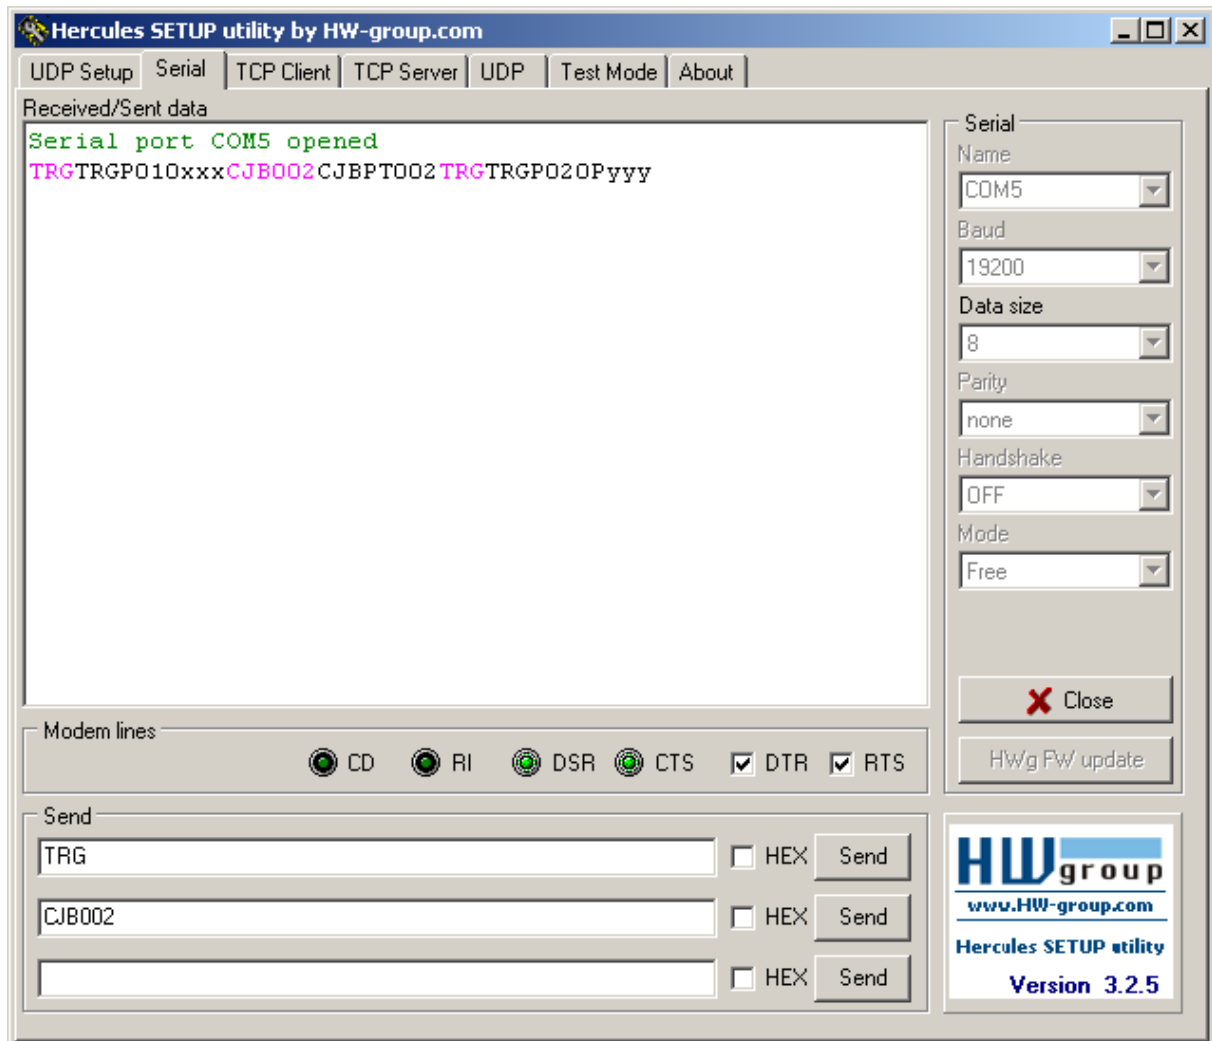 Hercules SETUP utility by HW-group.com
UDP Setup Serial TCP Client TCP Server UDP Test Mode About
Received/Sent data
Serial port COM5 opened
TRGTRGP010xxxCJB002CJBPT002TRGTRGP020Pyyy
Serial
Name
COM5
Baud
19200
Data size
8
Parity
none
Handshake
OFF
Mode
Free
Close
HWg FW update
Modem lines
CD RI DSR CTS DTR RTS
Send
TRG HEX Send
CJB002 HEX Send
HEX Send
HW group
www.HW-group.com
Hercules SETUP utility
Version 3.2.5